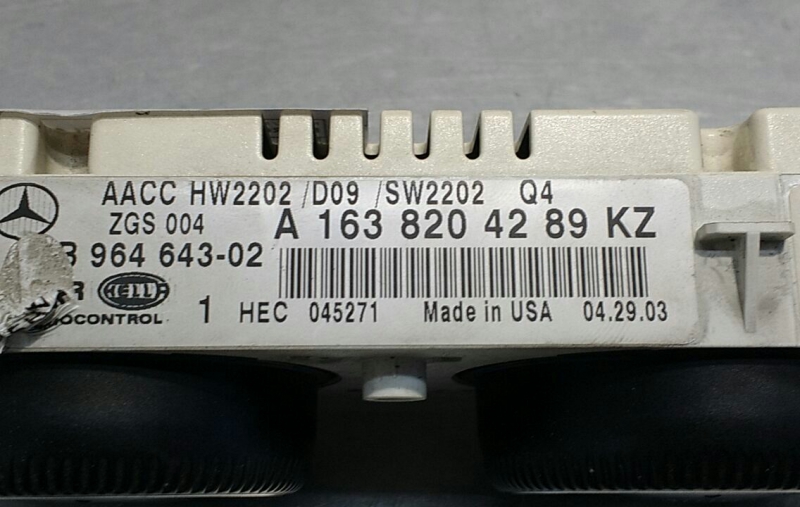 AACC HW2202 /D09 /SW2202 Q4
ZGS 004 A 163 820 42 89 KZ
964 643-02
HELLA
1 HEC 045271 Made in USA 04.29.03